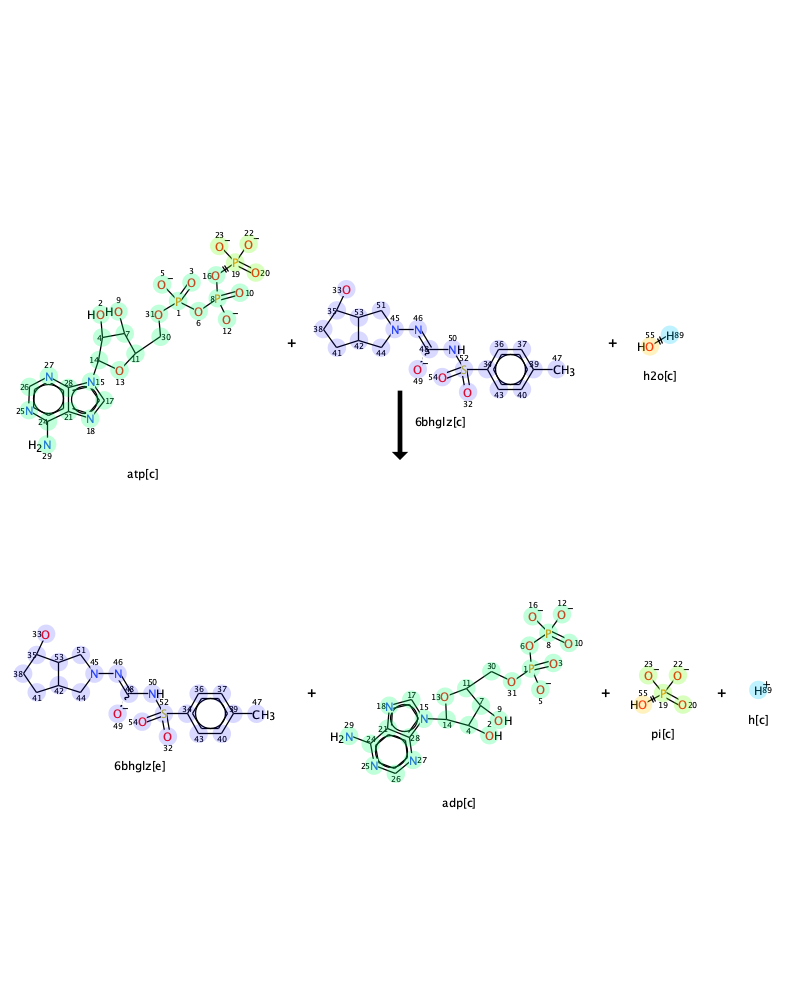 23 22
O⁻ O⁻
P O 20
19
5 3 16 O
O⁻ O
P 8 P O 10
1 O
6 O⁻
12
2 9
HO HO
31 O
30
4 7
14 11
O
13
27
N 28 N 15
26 17
25 N 21 N
24 18
H₂N
29
atp[c]
+
33 O
35 53 51
38 45 N 46 N
41 42 44
48 50 NH
O⁻ 49
54 O S 52
O 32
34 36 37 39 47 CH₃
43 40
6bhglz[c]
+
55 H 89
HO
h2o[c]
33 O
35 53 51
38 45 N 46 N
41 42 44
48 50 NH
O⁻ 49
54 O S 52
O 32
34 36 37 39 47 CH₃
43 40
6bhglz[e]
+
16 12
O⁻ O⁻
6 O P O 10
8
1 P O 3
O⁻ 5
30 O 31
11
13 O 7 9 OH
14 4 2 OH
17
18 N 15 N
21 28
29
H₂N 24
25 N N 27
26
adp[c]
+
23 22
O⁻ O⁻
55
HO P O 20
19
pi[c]
+
H⁺ 89
h[c]